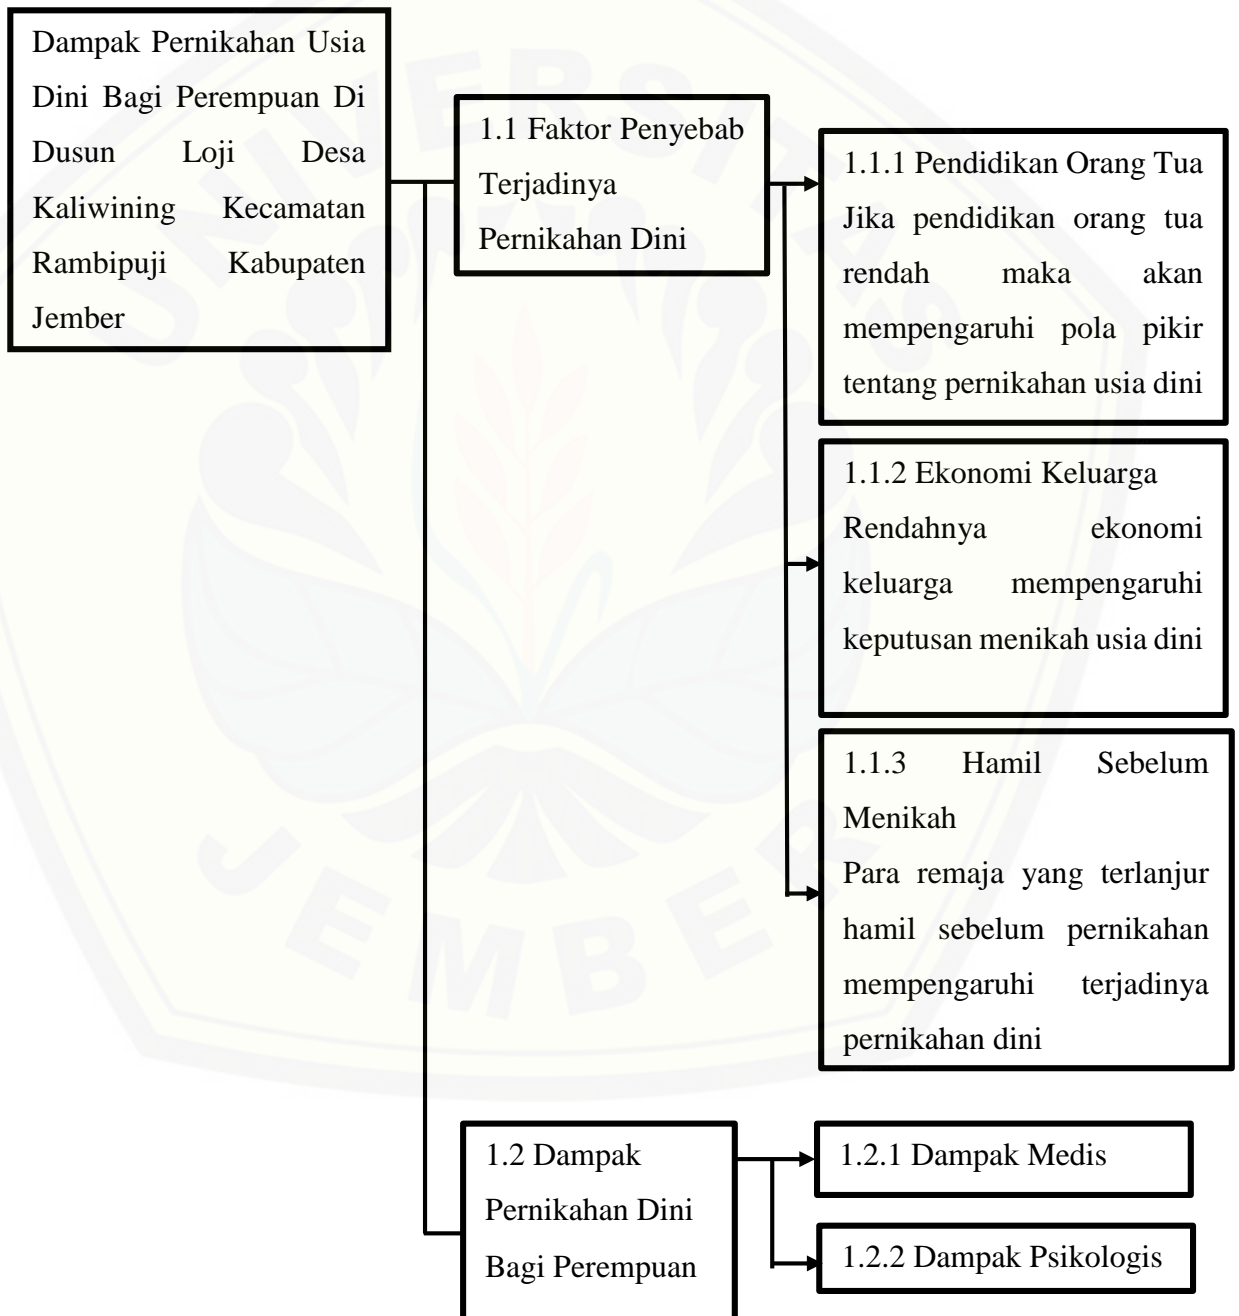 Dampak Pernikahan Usia
Dini Bagi Perempuan Di
Dusun Loji Desa
Kaliwining Kecamatan
Rambipuji Kabupaten
Jember
1.1 Faktor Penyebab
Terjadinya
Pernikahan Dini
1.1.1 Pendidikan Orang Tua
Jika pendidikan orang tua
rendah maka akan
mempengaruhi pola pikir
tentang pernikahan usia dini
1.1.2 Ekonomi Keluarga
Rendahnya ekonomi
keluarga mempengaruhi
keputusan menikah usia dini
1.1.3 Hamil Sebelum
Menikah
Para remaja yang terlanjur
hamil sebelum pernikahan
mempengaruhi terjadinya
pernikahan dini
1.2 Dampak
Pernikahan Dini
Bagi Perempuan
1.2.1 Dampak Medis
1.2.2 Dampak Psikologis
UNIVERSITAS
JEMBER